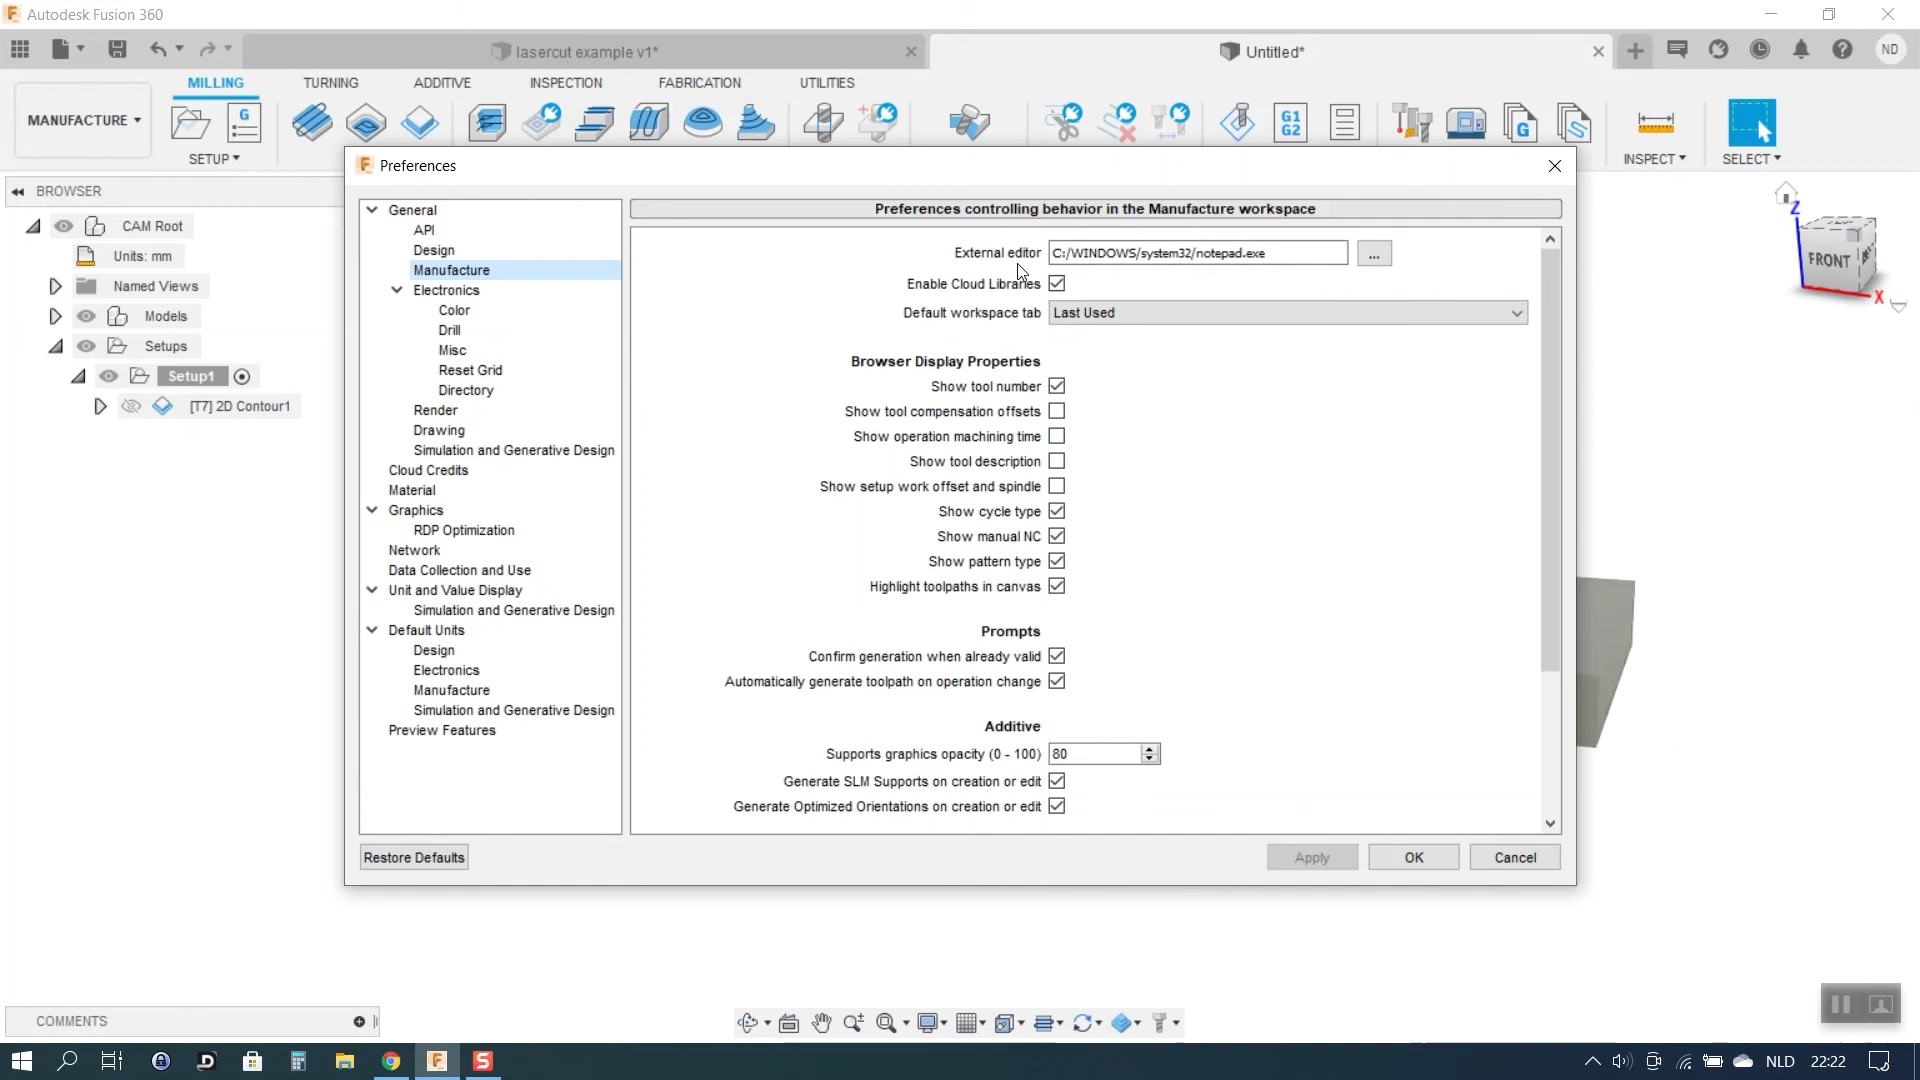 Autodesk Fusion 360
lasercut example v1*
Untitled*
ND
MILLING
TURNING
ADDITIVE
INSPECTION
FABRICATION
UTILITIES
MANUFACTURE
G
G1
G2
G
SETUP
INSPECT
SELECT
Preferences
BROWSER
CAM Root
Units: mm
Named Views
Models
Setups
Setup1
[T7] 2D Contour1
General
API
Design
Manufacture
Electronics
Color
Drill
Misc
Reset Grid
Directory
Render
Drawing
Simulation and Generative Design
Cloud Credits
Material
Graphics
RDP Optimization
Network
Data Collection and Use
Unit and Value Display
Simulation and Generative Design
Default Units
Design
Electronics
Manufacture
Simulation and Generative Design
Preview Features
Preferences controlling behavior in the Manufacture workspace
External editor C:/WINDOWS/system32/notepad.exe ...
Enable Cloud Libraries
Default workspace tab Last Used
Browser Display Properties
Show tool number
Show tool compensation offsets
Show operation machining time
Show tool description
Show setup work offset and spindle
Show cycle type
Show manual NC
Show pattern type
Highlight toolpaths in canvas
Prompts
Confirm generation when already valid
Automatically generate toolpath on operation change
Additive
Supports graphics opacity (0 - 100) 80
Generate SLM Supports on creation or edit
Generate Optimized Orientations on creation or edit
Restore Defaults
Apply
OK
Cancel
Z
FRONT
X
COMMENTS
NLD
22:22